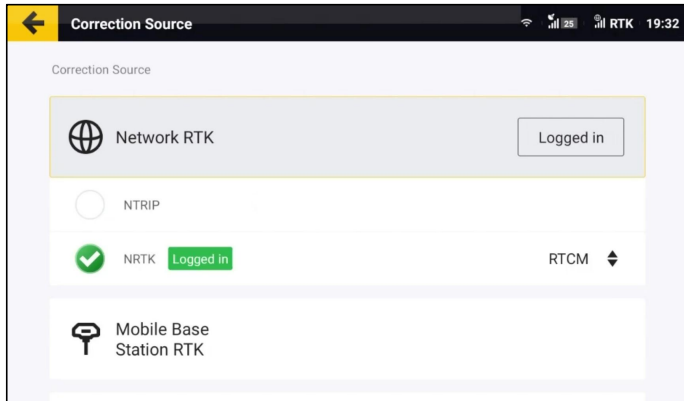 Correction Source 25 RTK 19:32
Correction Source
Network RTK Logged in
NTRIP
NRTK Logged in RTCM
Mobile Base
Station RTK